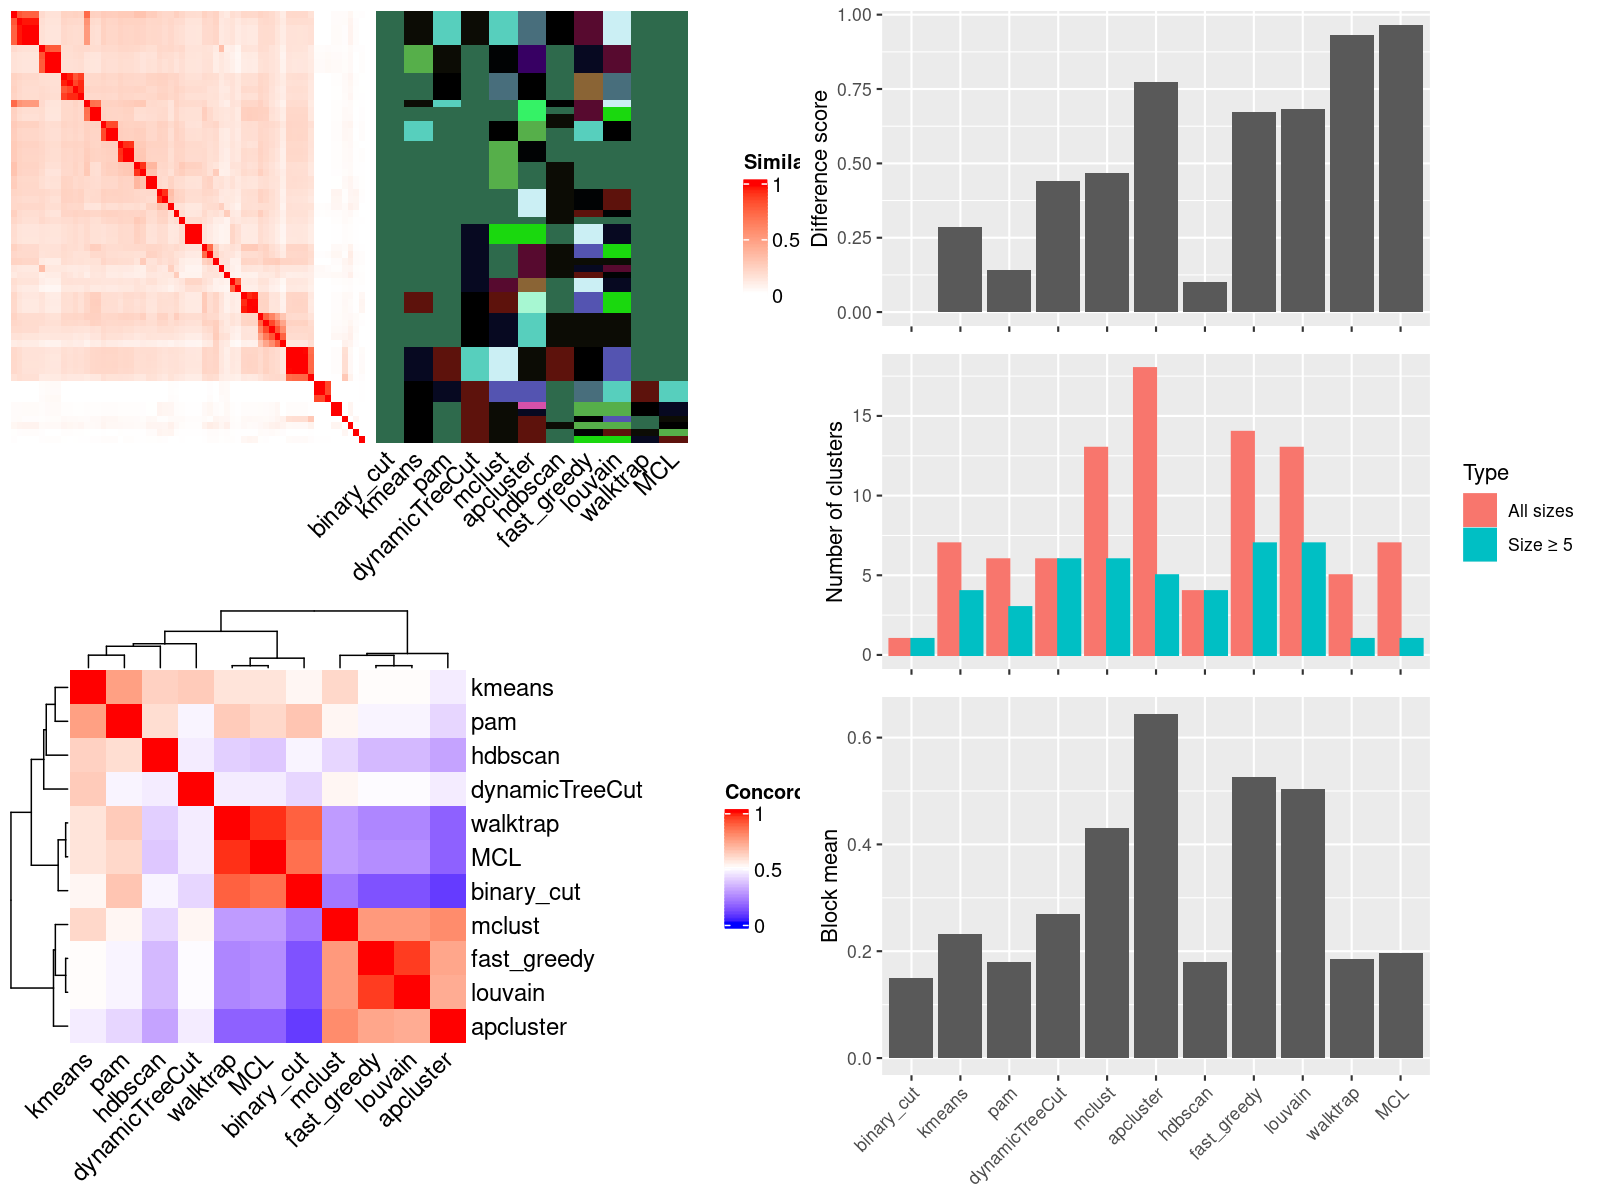 Simila
1
0.5
0
binary_cut
kmeans
pam
dynamicTreeCut
mclust
apcluster
hdbscan
fast_greedy
louvain
walktrap
MCL
Difference score
1.00
0.75
0.50
0.25
0.00
Number of clusters
15
10
5
0
Type
All sizes
Size ≥ 5
kmeans
pam
hdbscan
dynamicTreeCut
walktrap
MCL
binary_cut
mclust
fast_greedy
louvain
apcluster
kmeans
pam
hdbscan
dynamicTreeCut
walktrap
MCL
binary_cut
mclust
fast_greedy
louvain
apcluster
Concord
1
0.5
0
Block mean
0.6
0.4
0.2
0.0
binary_cut
kmeans
pam
dynamicTreeCut
mclust
apcluster
hdbscan
fast_greedy
louvain
walktrap
MCL